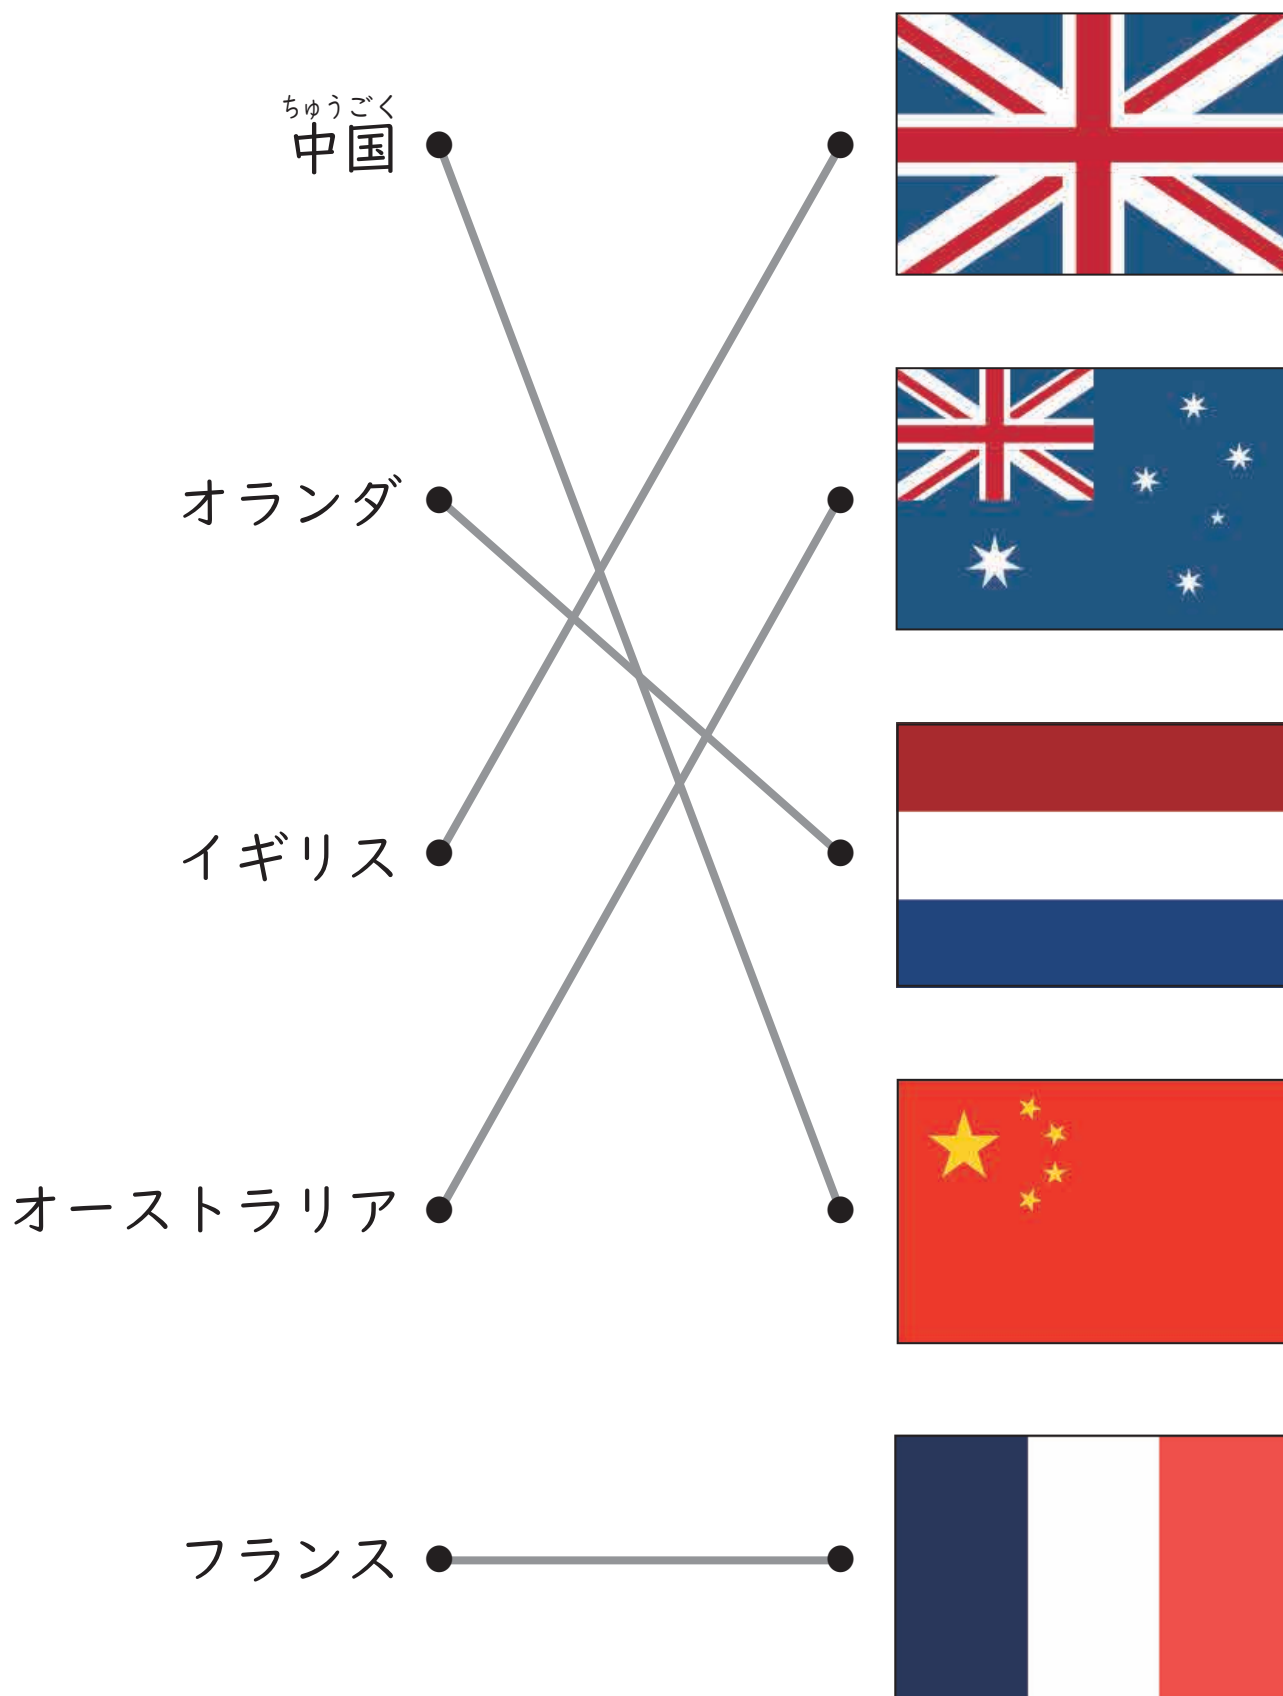 ちゅうごく
中国
オランダ
イギリス
オーストラリア
フランス